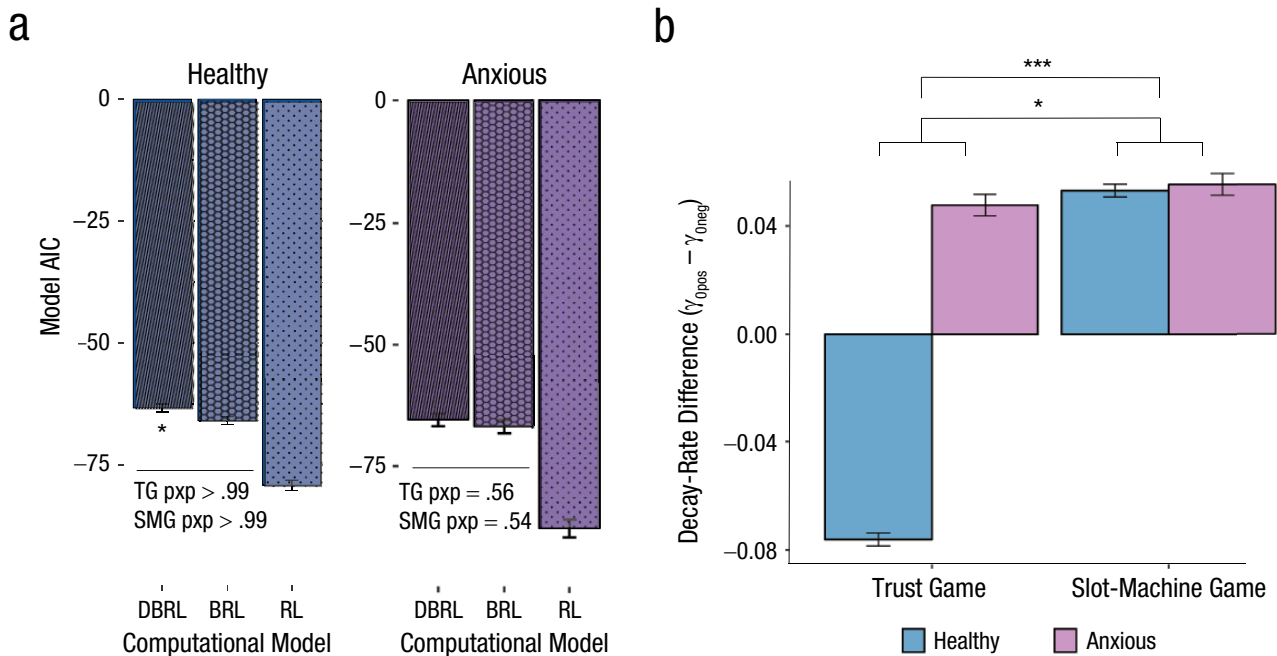 a
Healthy
Anxious
Model AIC
0
−25
−50
−75
*
TG pxp > .99
SMG pxp > .99
0
−25
−50
−75
TG pxp = .56
SMG pxp = .54
DBRL BRL RL
Computational Model
DBRL BRL RL
Computational Model
b
***
*
Decay-Rate Difference (γ0pos − γ0neg)
0.04
0.00
−0.04
−0.08
Trust Game
Slot-Machine Game
Healthy
Anxious